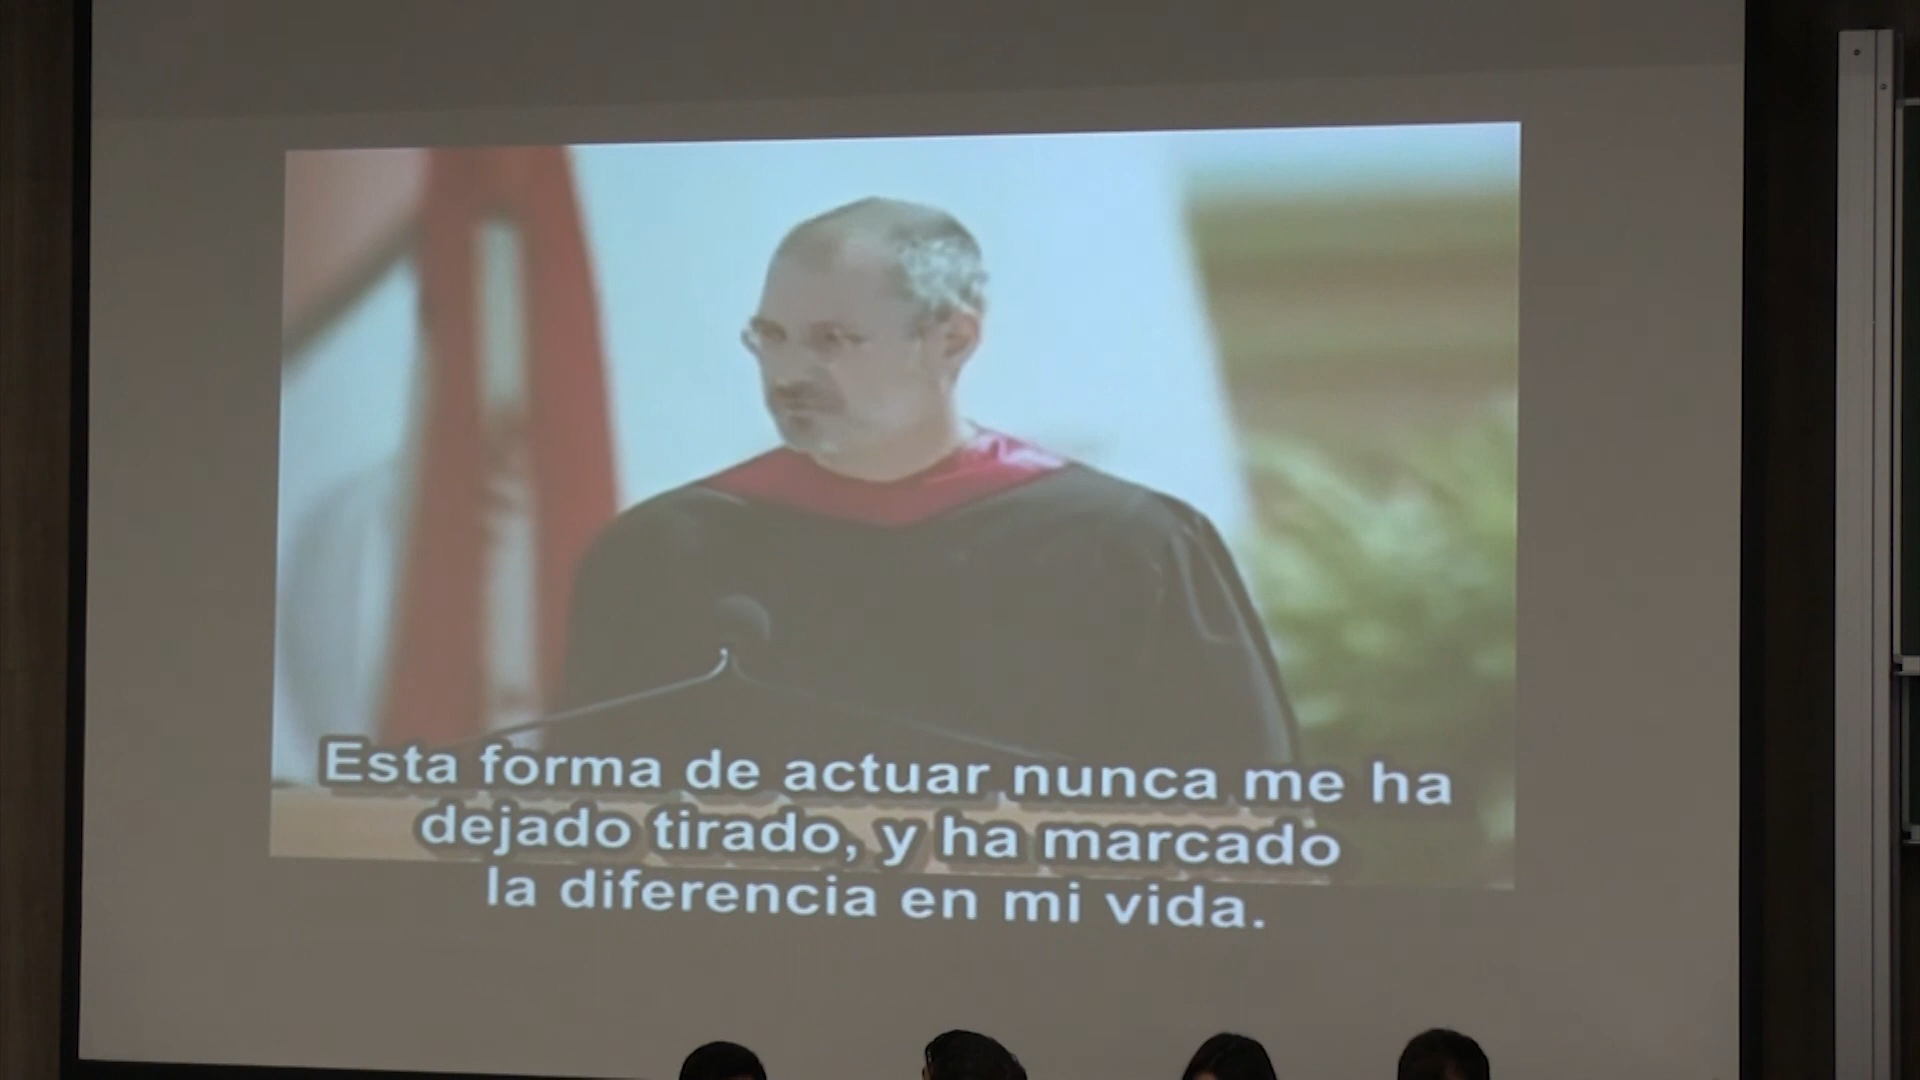 Esta forma de actuar nunca me ha
dejado tirado, y ha marcado
la diferencia en mi vida.